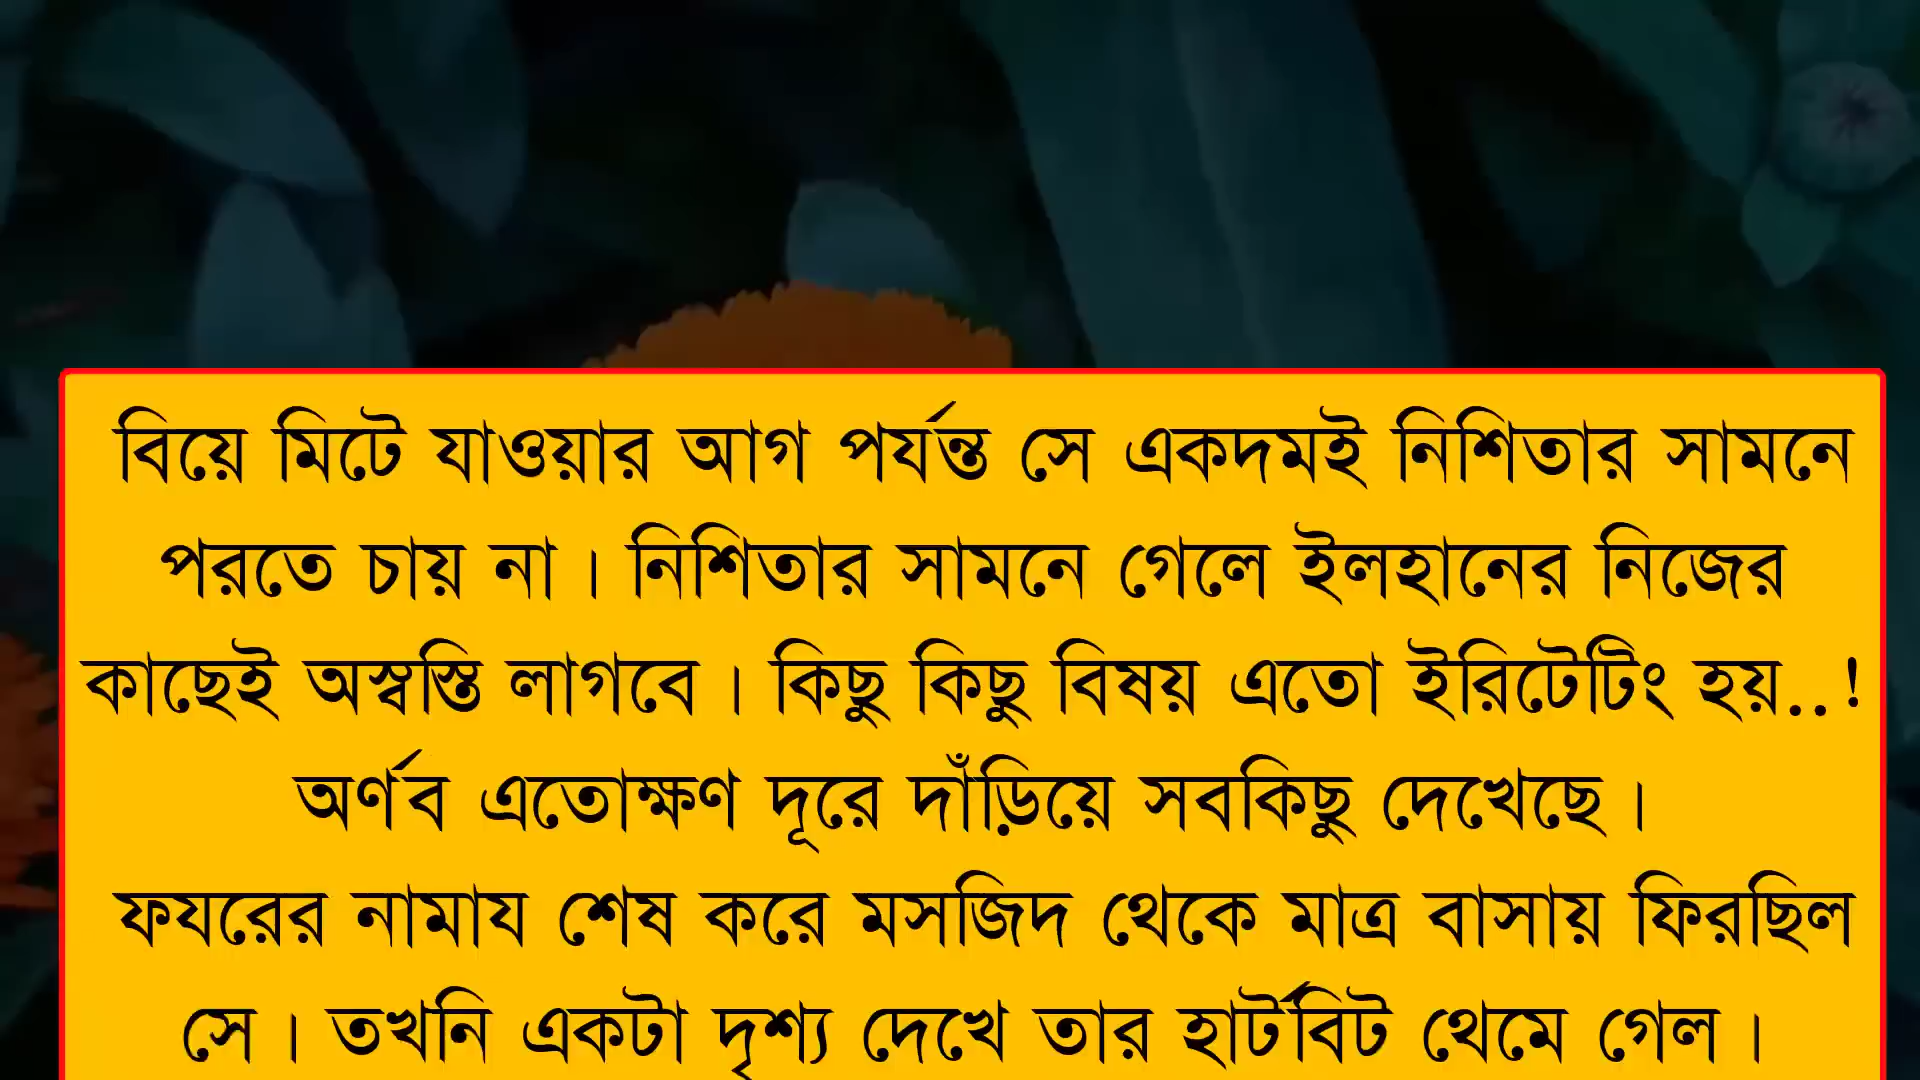 বিয়ে মিটে যাওয়ার আগ পর্যন্ত সে একদমই নিশিতার সামনে
পরতে চায় না। নিশিতার সামনে গেলে ইলহানের নিজের
কাছেই অস্বস্তি লাগবে। কিছু কিছু বিষয় এতো ইরিটেটিং হয়..!
অর্ণব এতোক্ষণ দূরে দাঁড়িয়ে সবকিছু দেখেছে।
ফযরের নামায শেষ করে মসজিদ থেকে মাত্র বাসায় ফিরছিল
সে। তখনি একটা দৃশ্য দেখে তার হার্টবিট থেমে গেল।